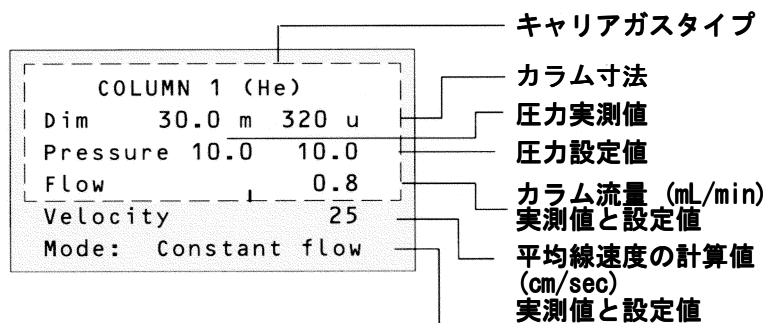 キャリアガスタイプ
COLUMN 1 (He)
カラム寸法
Dim 30.0 m 320 u
圧力実測値
Pressure 10.0 10.0
圧力設定値
Flow 0.8
カラム流量 (mL/min)
実測値と設定値
Velocity 25
平均線速度の計算値
(cm/sec)
実測値と設定値
Mode: Constant flow